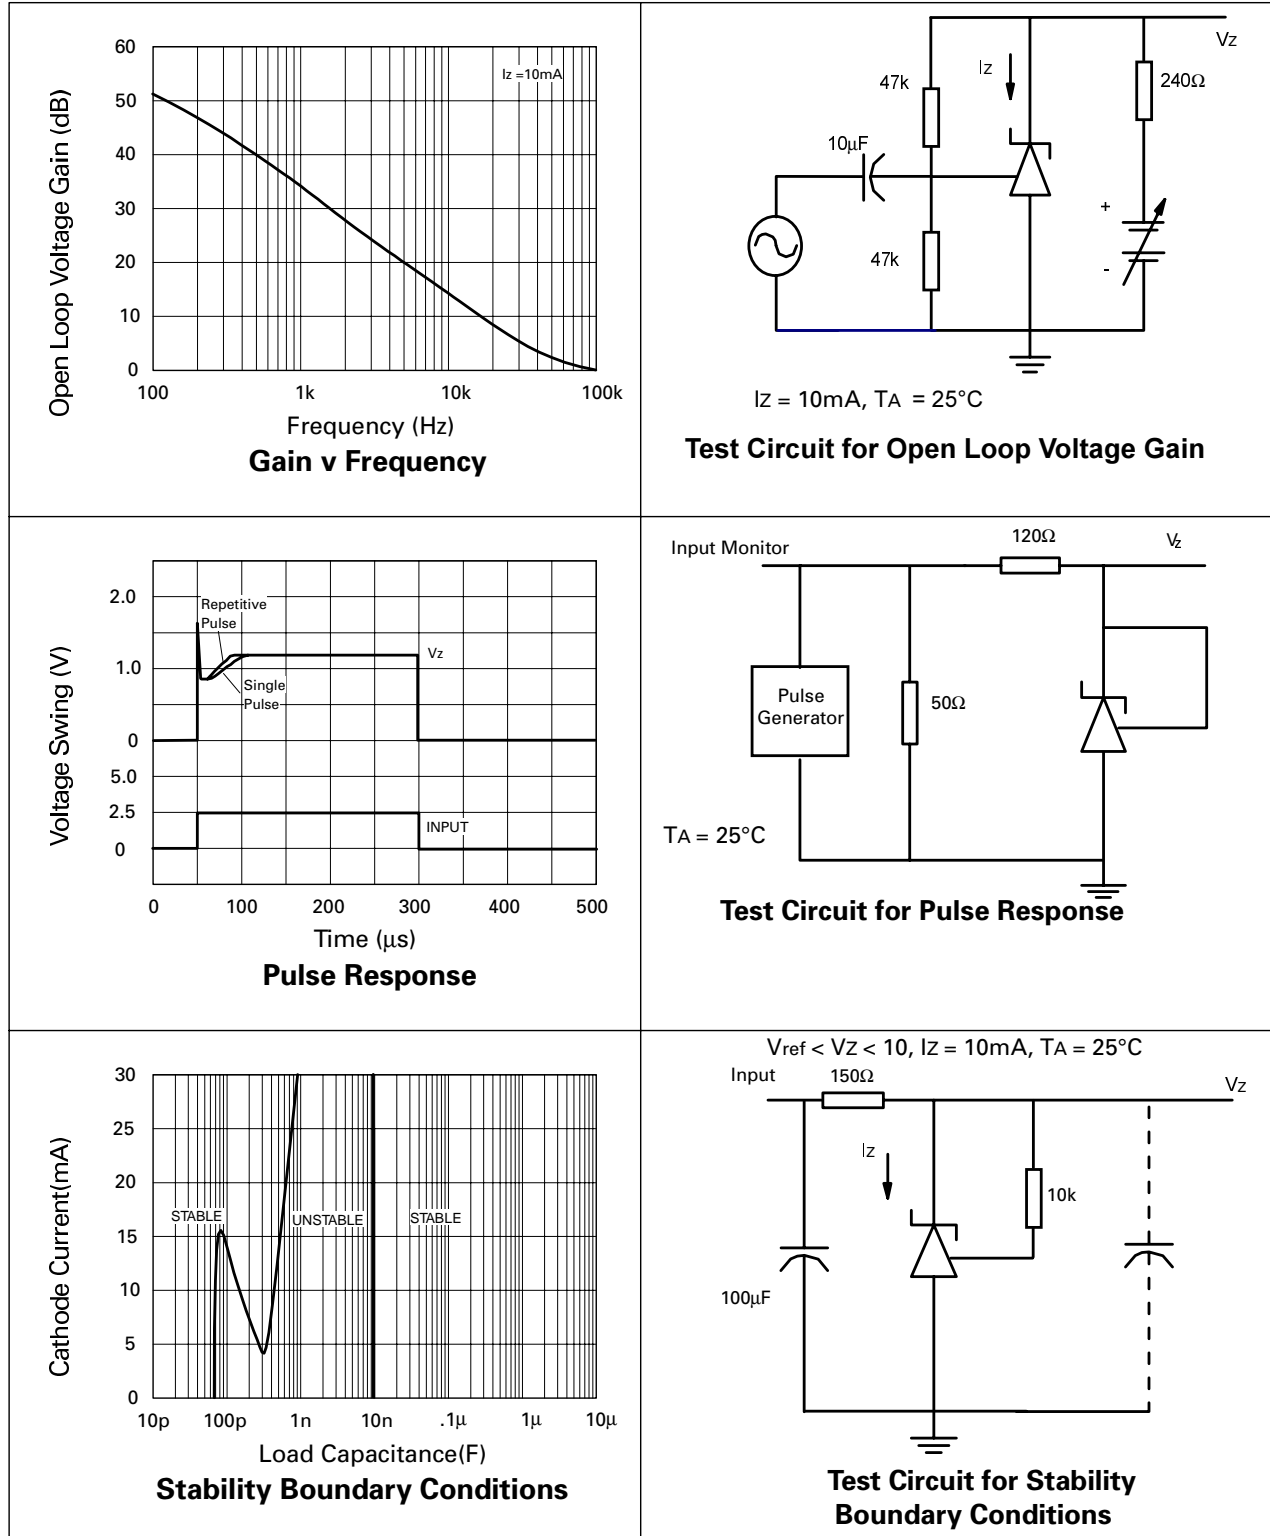 60
50
40
30
20
10
0
Open Loop Voltage Gain (dB)
Iz =10mA
100
1k
10k
100k
Frequency (Hz)
Gain v Frequency
VZ
IZ
47k
240Ω
10µF
+
47k
-
IZ = 10mA, TA = 25°C
Test Circuit for Open Loop Voltage Gain
Voltage Swing (V)
2.0
1.0
0
5.0
2.5
0
Repetitive
Pulse
Vz
Single
Pulse
INPUT
0
100
200
300
400
500
Time (µs)
Pulse Response
120Ω
Input Monitor
Vz
Pulse
Generator
50Ω
TA = 25°C
Test Circuit for Pulse Response
Cathode Current(mA)
30
25
20
15
10
5
0
STABLE
UNSTABLE
STABLE
10p
100p
1n
10n
.1µ
1µ
10µ
Load Capacitance(F)
Stability Boundary Conditions
Vref < VZ < 10, IZ = 10mA, TA = 25°C
Input
150Ω
VZ
IZ
10k
100µF
Test Circuit for Stability
Boundary Conditions